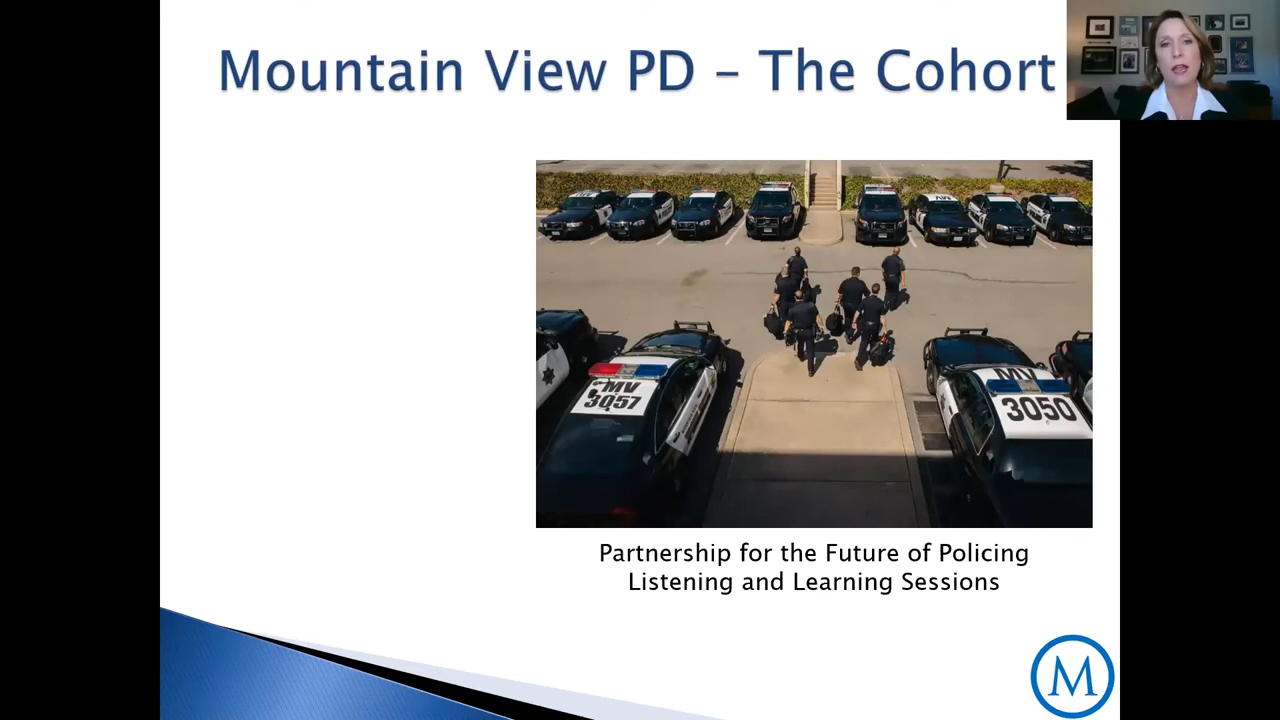 Mountain View PD – The Cohort
MV
3057
MV
3050
Partnership for the Future of Policing
Listening and Learning Sessions
M